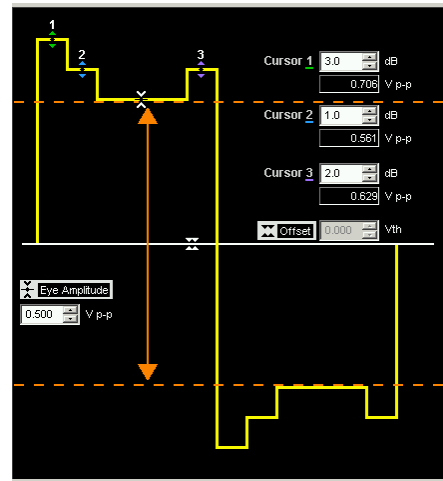 1
2
3
Cursor 1 3.0 dB
0.706 V p-p
Cursor 2 1.0 dB
0.561 V p-p
Cursor 3 2.0 dB
0.629 V p-p
Offset 0.000 Vth
Eye Amplitude
0.500 V p-p